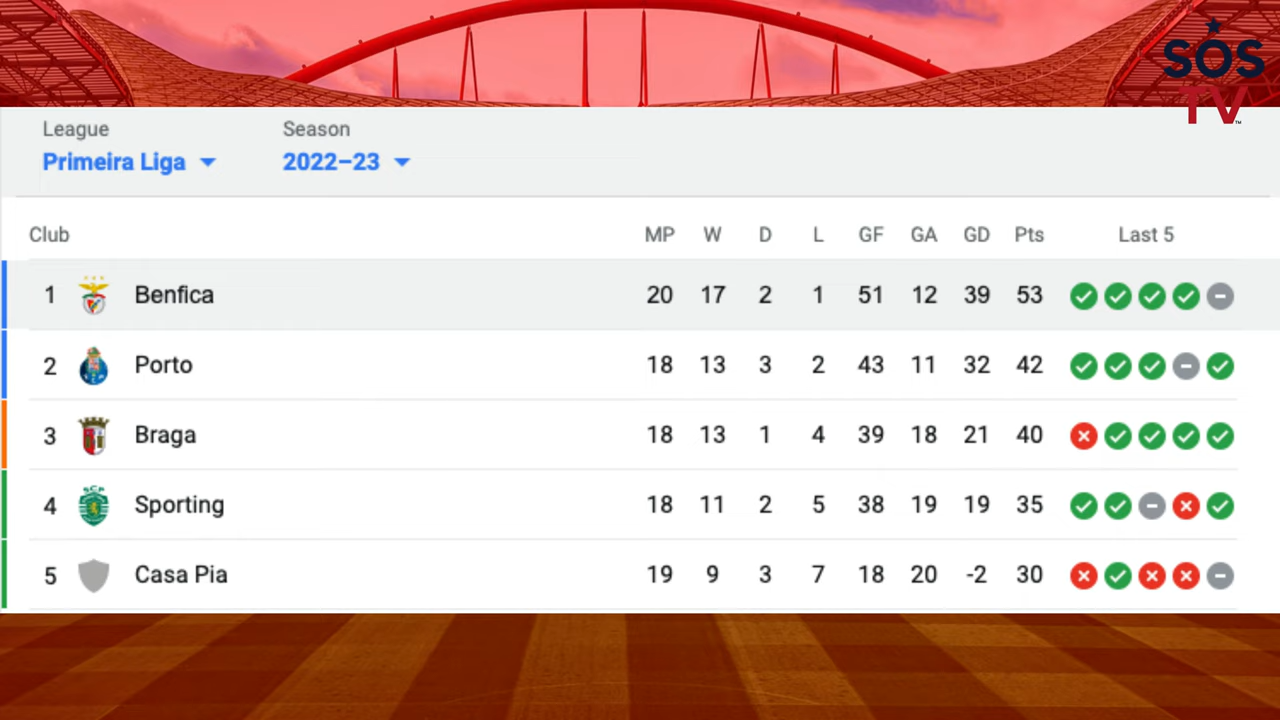 SOS
TV™
League Season
Primeira Liga 2022–23
Club MP W D L GF GA GD Pts Last 5
1 Benfica 20 17 2 1 51 12 39 53
2 Porto 18 13 3 2 43 11 32 42
3 Braga 18 13 1 4 39 18 21 40
4 Sporting 18 11 2 5 38 19 19 35
5 Casa Pia 19 9 3 7 18 20 -2 30